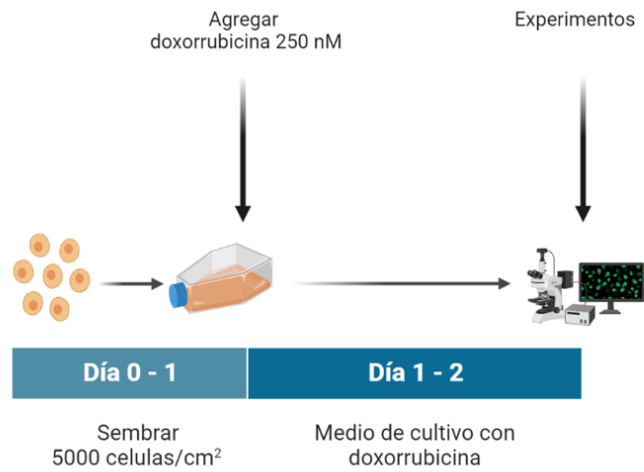 Agregar
doxorrubicina 250 nM
Experimentos
Día 0 - 1
Día 1 - 2
Sembrar
5000 celulas/cm²
Medio de cultivo con
doxorrubicina